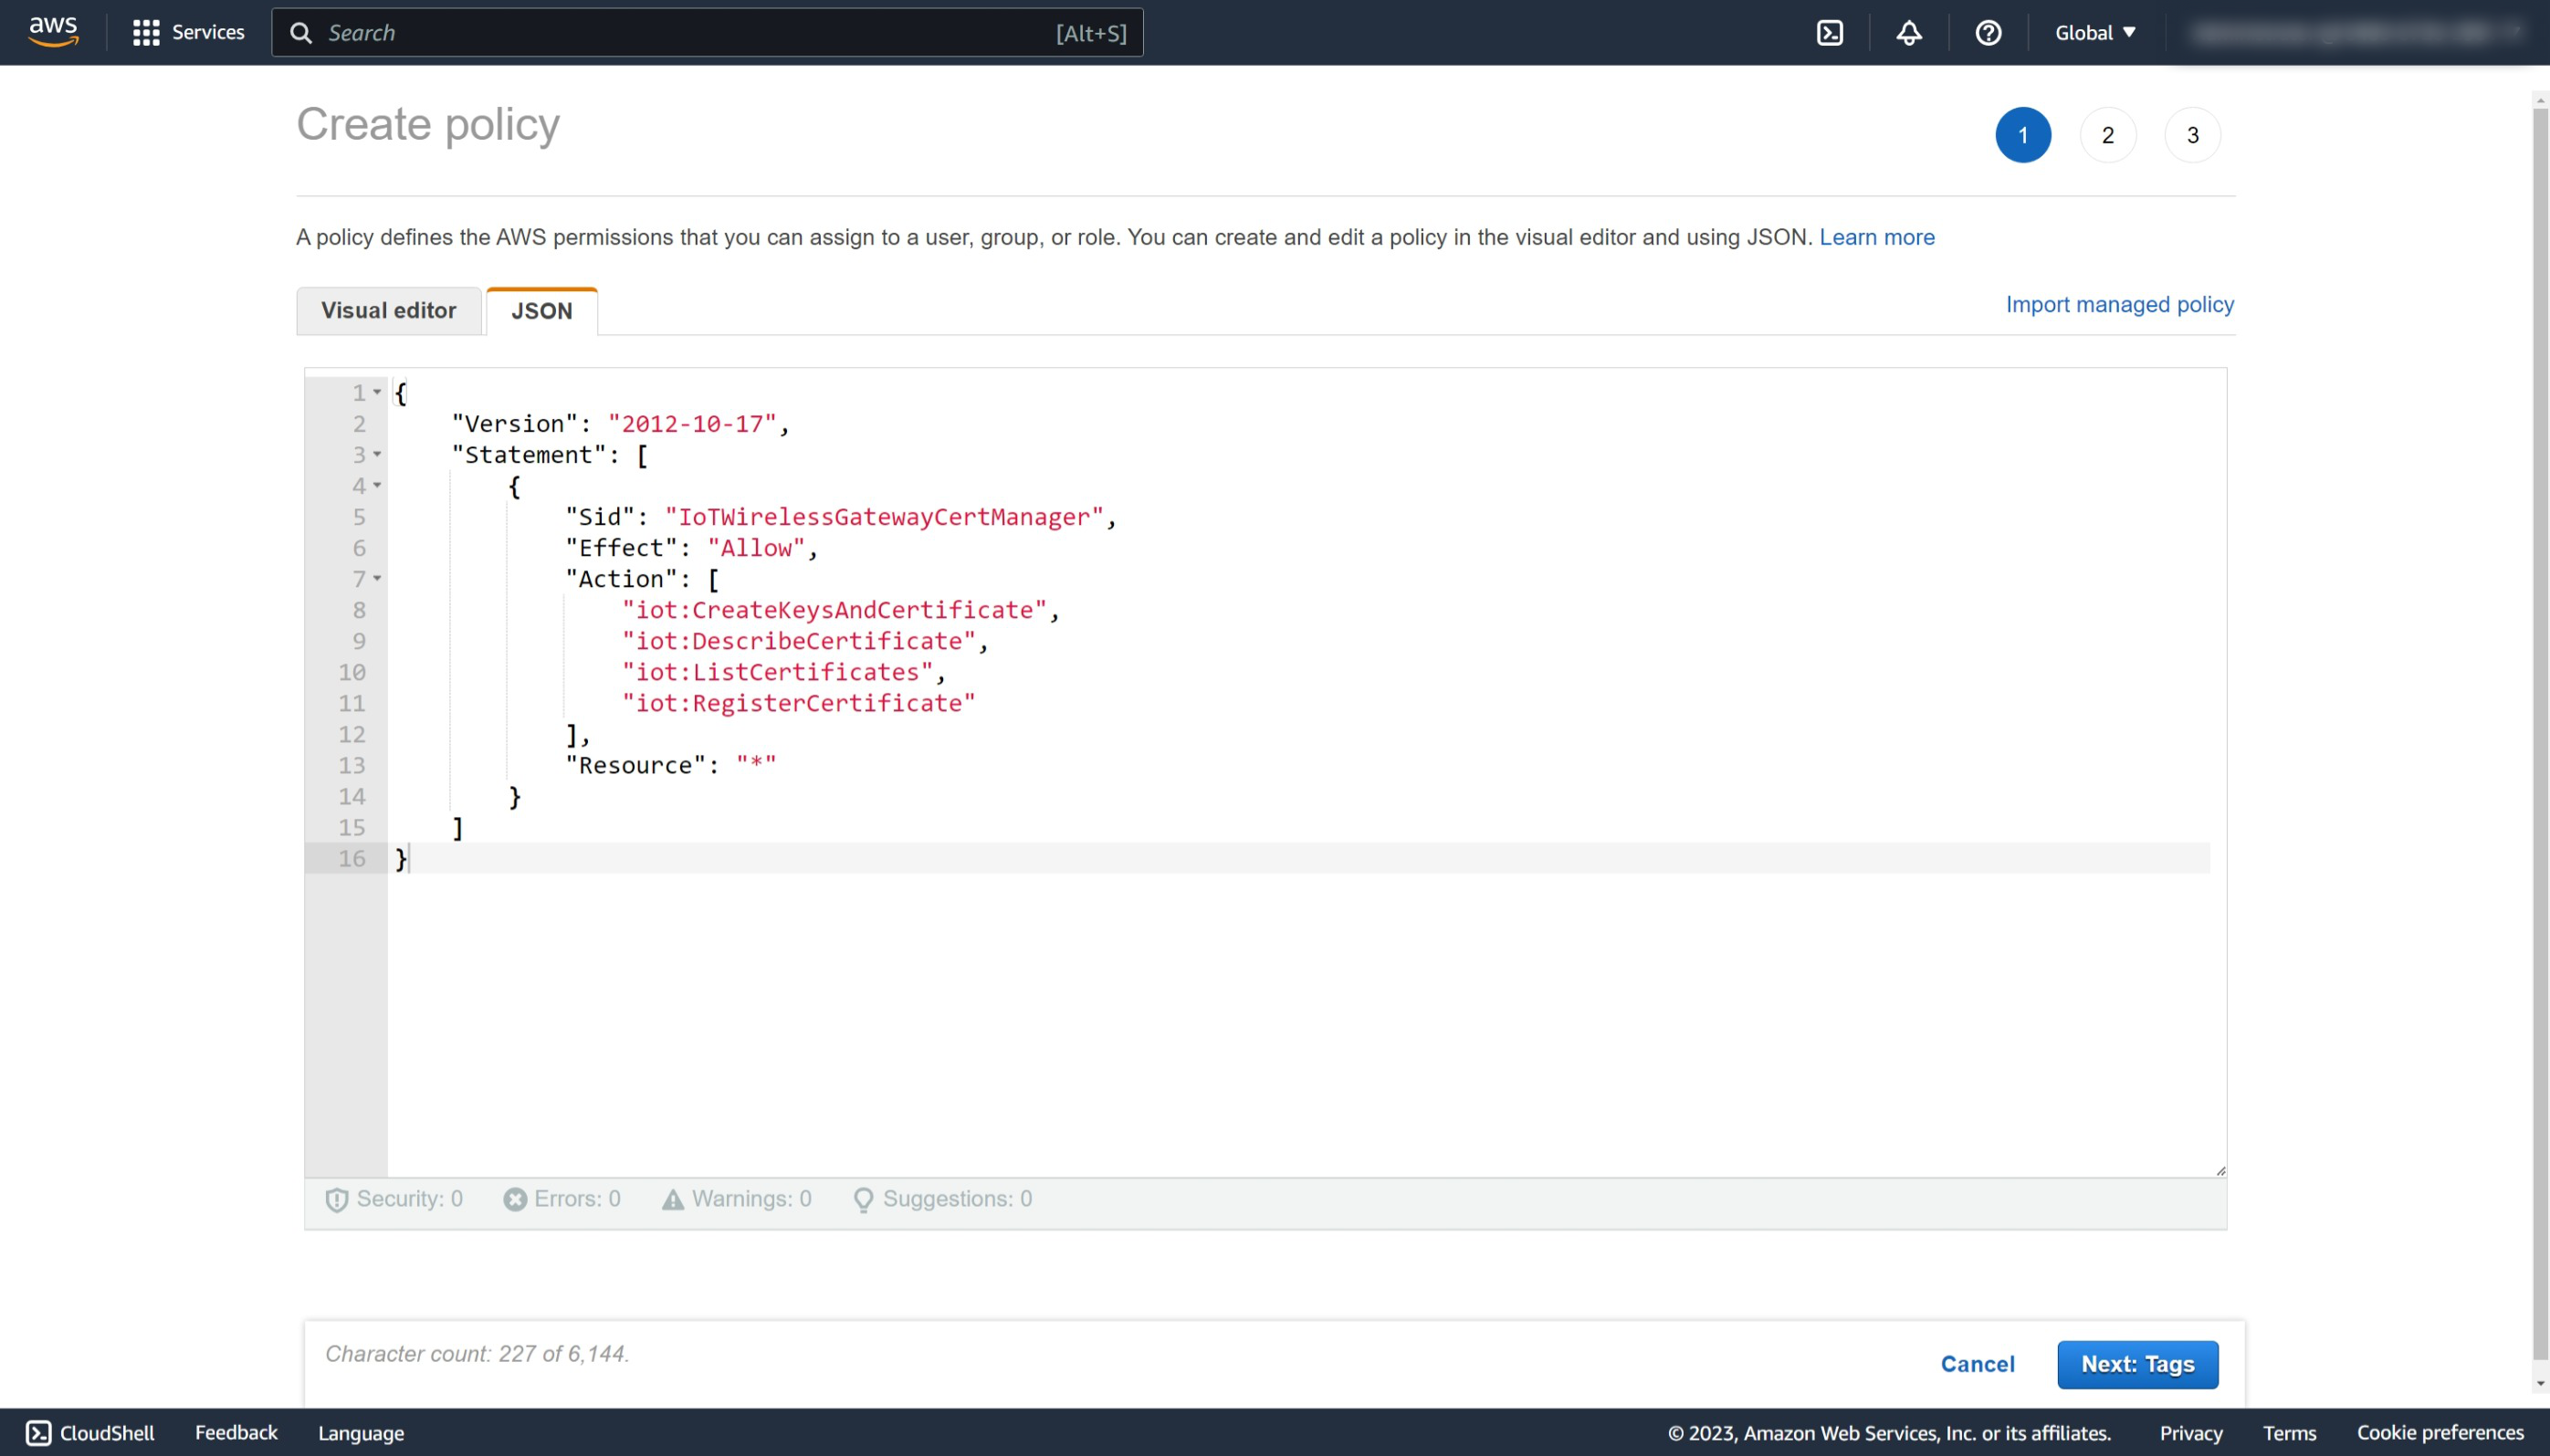 aws Services Search [Alt+S] Global
Create policy 1 2 3
A policy defines the AWS permissions that you can assign to a user, group, or role. You can create and edit a policy in the visual editor and using JSON. Learn more
Visual editor JSON Import managed policy
1 {
2 "Version": "2012-10-17",
3 "Statement": [
4 {
5 "Sid": "IoTWirelessGatewayCertManager",
6 "Effect": "Allow",
7 "Action": [
8 "iot:CreateKeysAndCertificate",
9 "iot:DescribeCertificate",
10 "iot:ListCertificates",
11 "iot:RegisterCertificate"
12 ],
13 "Resource": "*"
14 }
15 ]
16 }
Security: 0 Errors: 0 Warnings: 0 Suggestions: 0
Character count: 227 of 6,144. Cancel Next: Tags
CloudShell Feedback Language © 2023, Amazon Web Services, Inc. or its affiliates. Privacy Terms Cookie preferences